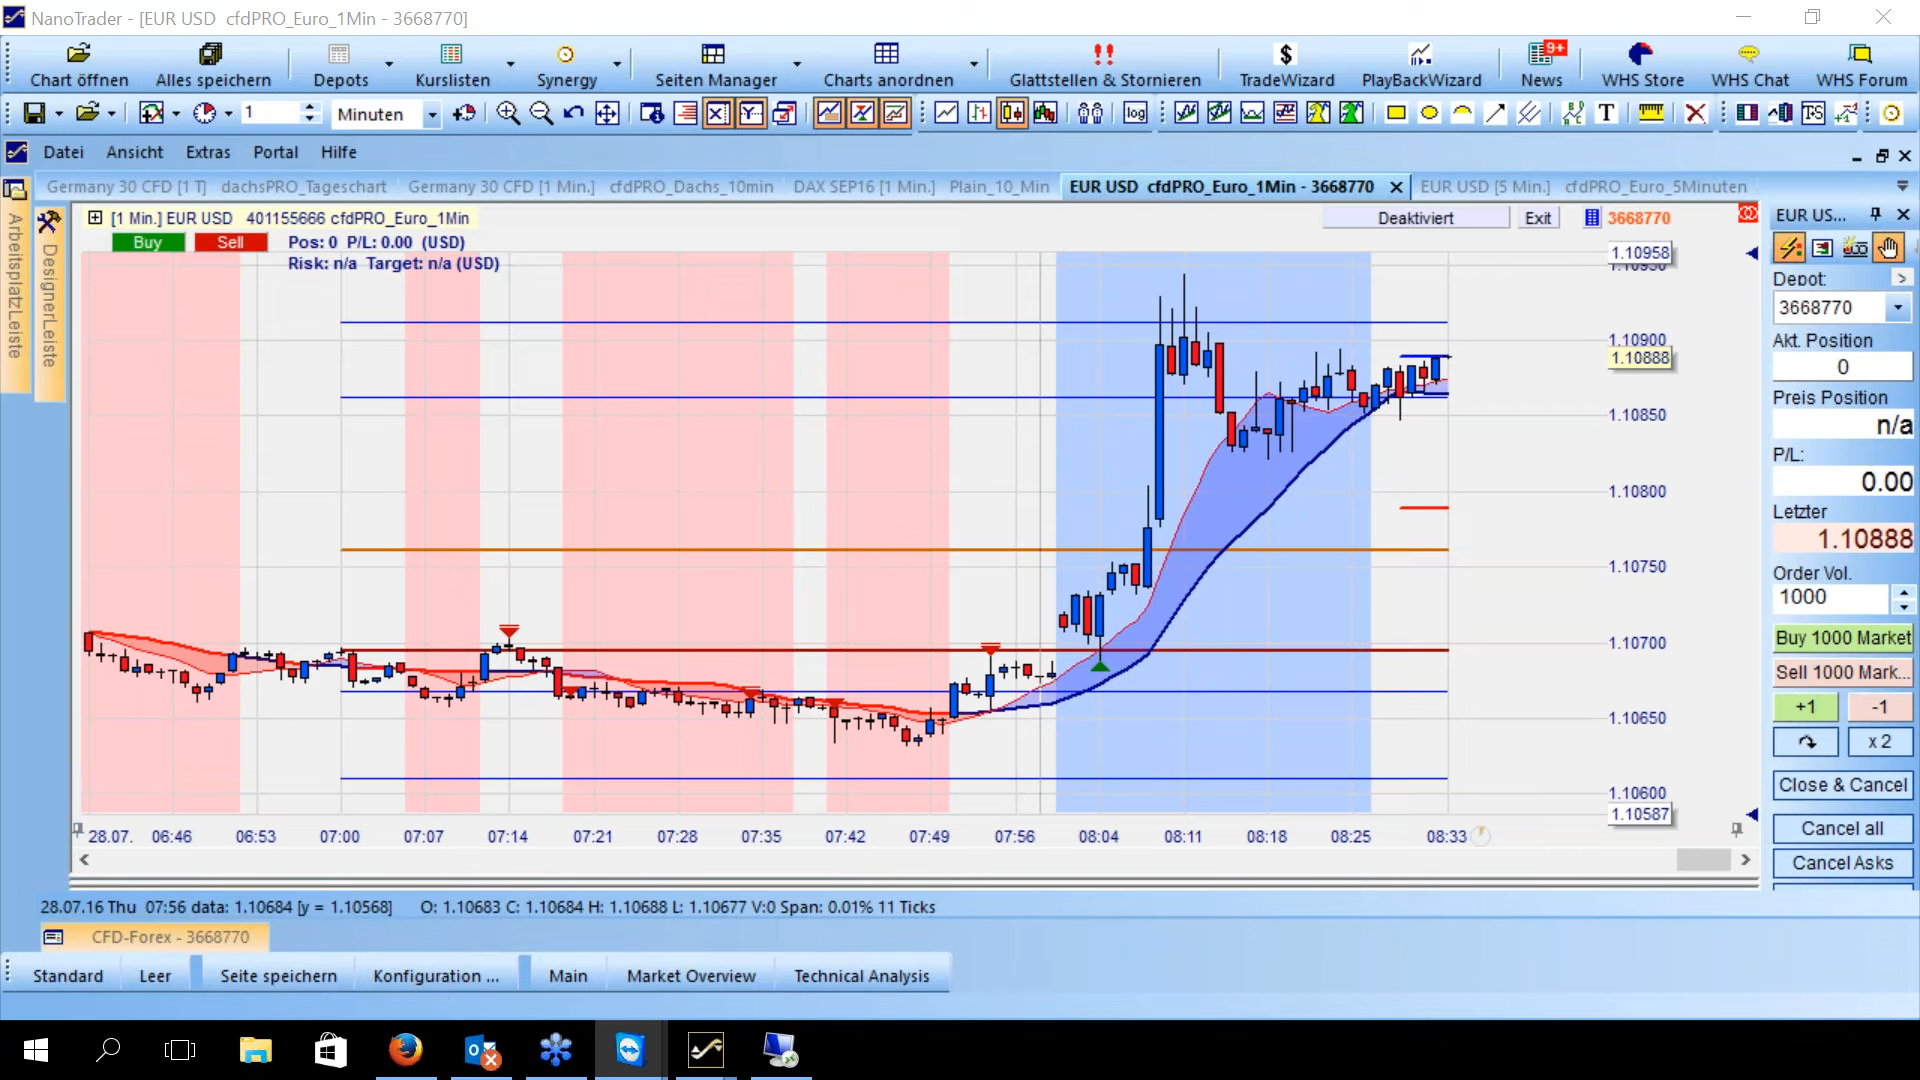 NanoTrader - [EUR USD cfdPRO_Euro_1Min - 3668770]
Chart öffnen Alles speichern Depots Kurslisten Synergy Seiten Manager Charts anordnen Glattstellen & Stornieren TradeWizard PlayBackWizard News 9+ WHS Store WHS Chat WHS Forum
1 Minuten log T TS
Datei Ansicht Extras Portal Hilfe
Germany 30 CFD [1 T] dachsPRO_Tageschart Germany 30 CFD [1 Min.] cfdPRO_Dachs_10min DAX SEP16 [1 Min.] Plain_10_Min EUR USD cfdPRO_Euro_1Min - 3668770 EUR USD [5 Min.] cfdPRO_Euro_5Minuten
ArbeitsplatzLeiste
DesignerLeiste
[1 Min.] EUR USD 401155666 cfdPRO_Euro_1Min
Deaktiviert Exit 3668770
Buy Sell Pos: 0 P/L: 0.00 (USD)
Risk: n/a Target: n/a (USD)
1.10958
1.10950
1.10900
1.10888
1.10850
1.10800
1.10750
1.10700
1.10650
1.10600
1.10587
28.07. 06:46 06:53 07:00 07:07 07:14 07:21 07:28 07:35 07:42 07:49 07:56 08:04 08:11 08:18 08:25 08:33
EUR US...
Depot:
3668770
Akt. Position
0
Preis Position
n/a
P/L:
0.00
Letzter
1.10888
Order Vol.
1000
Buy 1000 Market
Sell 1000 Mark...
+1 -1
x 2
Close & Cancel
Cancel all
Cancel Asks
28.07.16 Thu 07:56 data: 1.10684 [y = 1.10568] O: 1.10683 C: 1.10684 H: 1.10688 L: 1.10677 V:0 Span: 0.01% 11 Ticks
CFD-Forex - 3668770
Standard Leer Seite speichern Konfiguration ... Main Market Overview Technical Analysis